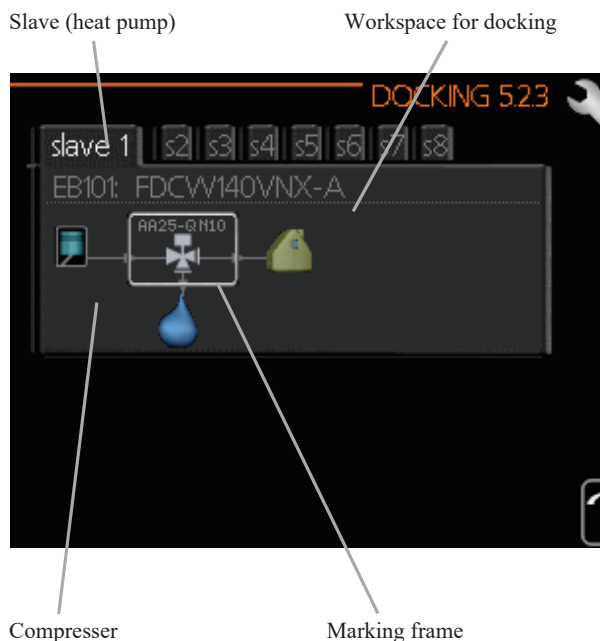 Slave (heat pump)
Workspace for docking
DOCKING 5.2.3
slave 1 s2 s3 s4 s5 s6 s7 s8
EB101: FDCW140VNX-A
AA25-QN10
Compresser
Marking frame